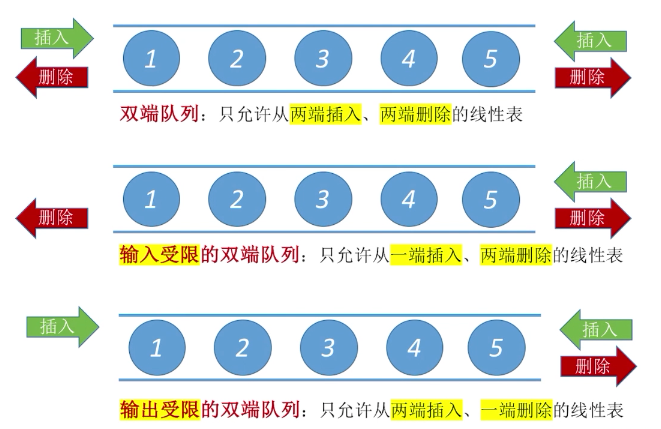 插入 插入
1 2 3 4 5
删除 删除
双端队列：只允许从两端插入、两端删除的线性表
插入
1 2 3 4 5
删除 删除
输入受限的双端队列：只允许从一端插入、两端删除的线性表
插入 插入
1 2 3 4 5
删除
输出受限的双端队列：只允许从两端插入、一端删除的线性表